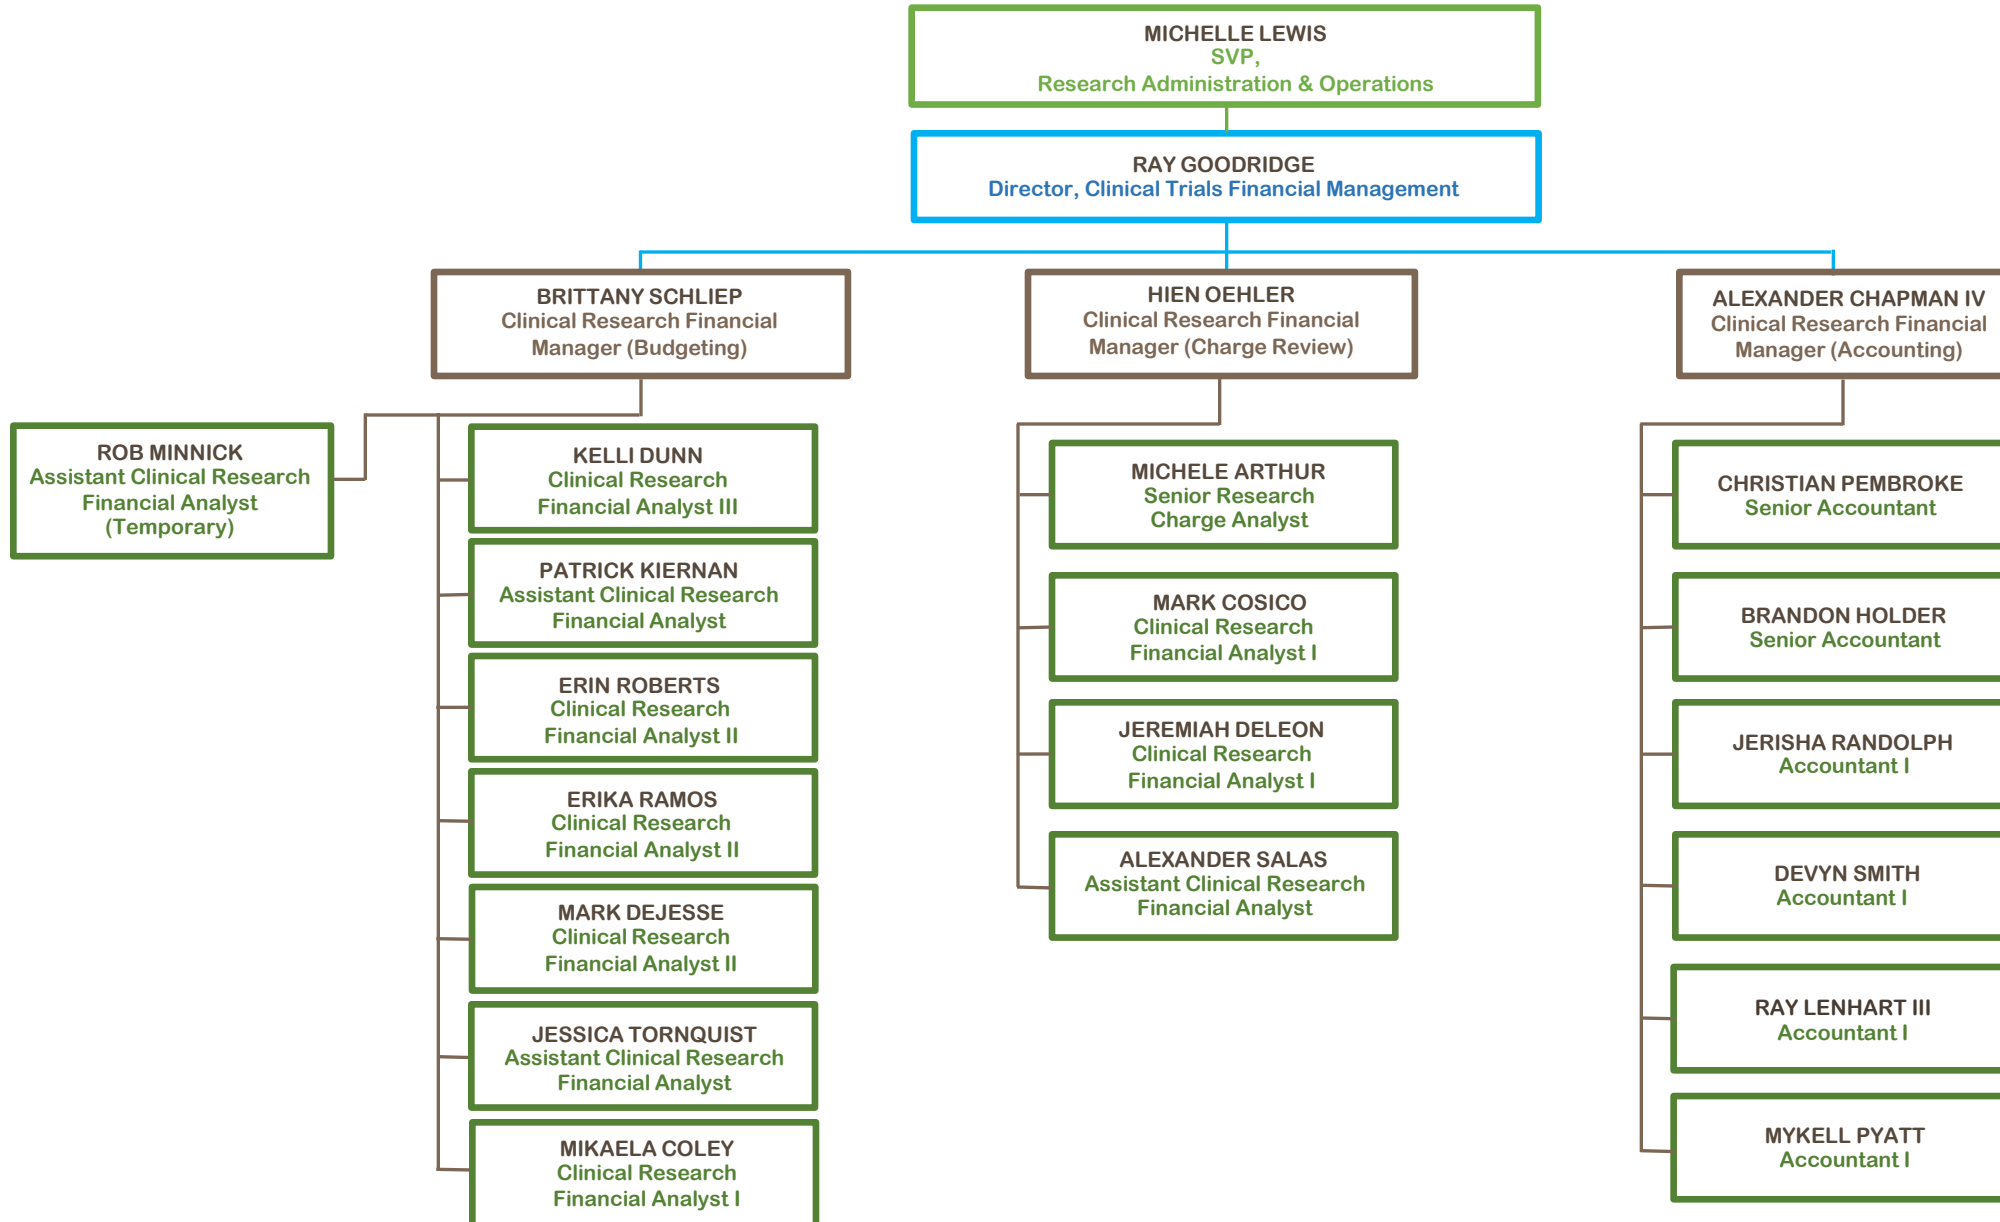 MICHELLE LEWIS
SVP,
Research Administration & Operations
RAY GOODRIDGE
Director, Clinical Trials Financial Management
BRITTANY SCHLIEP
Clinical Research Financial
Manager (Budgeting)
HIEN OEHLER
Clinical Research Financial
Manager (Charge Review)
ALEXANDER CHAPMAN IV
Clinical Research Financial
Manager (Accounting)
ROB MINNICK
Assistant Clinical Research
Financial Analyst
(Temporary)
KELLI DUNN
Clinical Research
Financial Analyst III
PATRICK KIERNAN
Assistant Clinical Research
Financial Analyst
ERIN ROBERTS
Clinical Research
Financial Analyst II
ERIKA RAMOS
Clinical Research
Financial Analyst II
MARK DEJESSE
Clinical Research
Financial Analyst II
JESSICA TORNQUIST
Assistant Clinical Research
Financial Analyst
MIKAELA COLEY
Clinical Research
Financial Analyst I
MICHELE ARTHUR
Senior Research
Charge Analyst
MARK COSICO
Clinical Research
Financial Analyst I
JEREMIAH DELEON
Clinical Research
Financial Analyst I
ALEXANDER SALAS
Assistant Clinical Research
Financial Analyst
CHRISTIAN PEMBROKE
Senior Accountant
BRANDON HOLDER
Senior Accountant
JERISHA RANDOLPH
Accountant I
DEVYN SMITH
Accountant I
RAY LENHART III
Accountant I
MYKELL PYATT
Accountant I